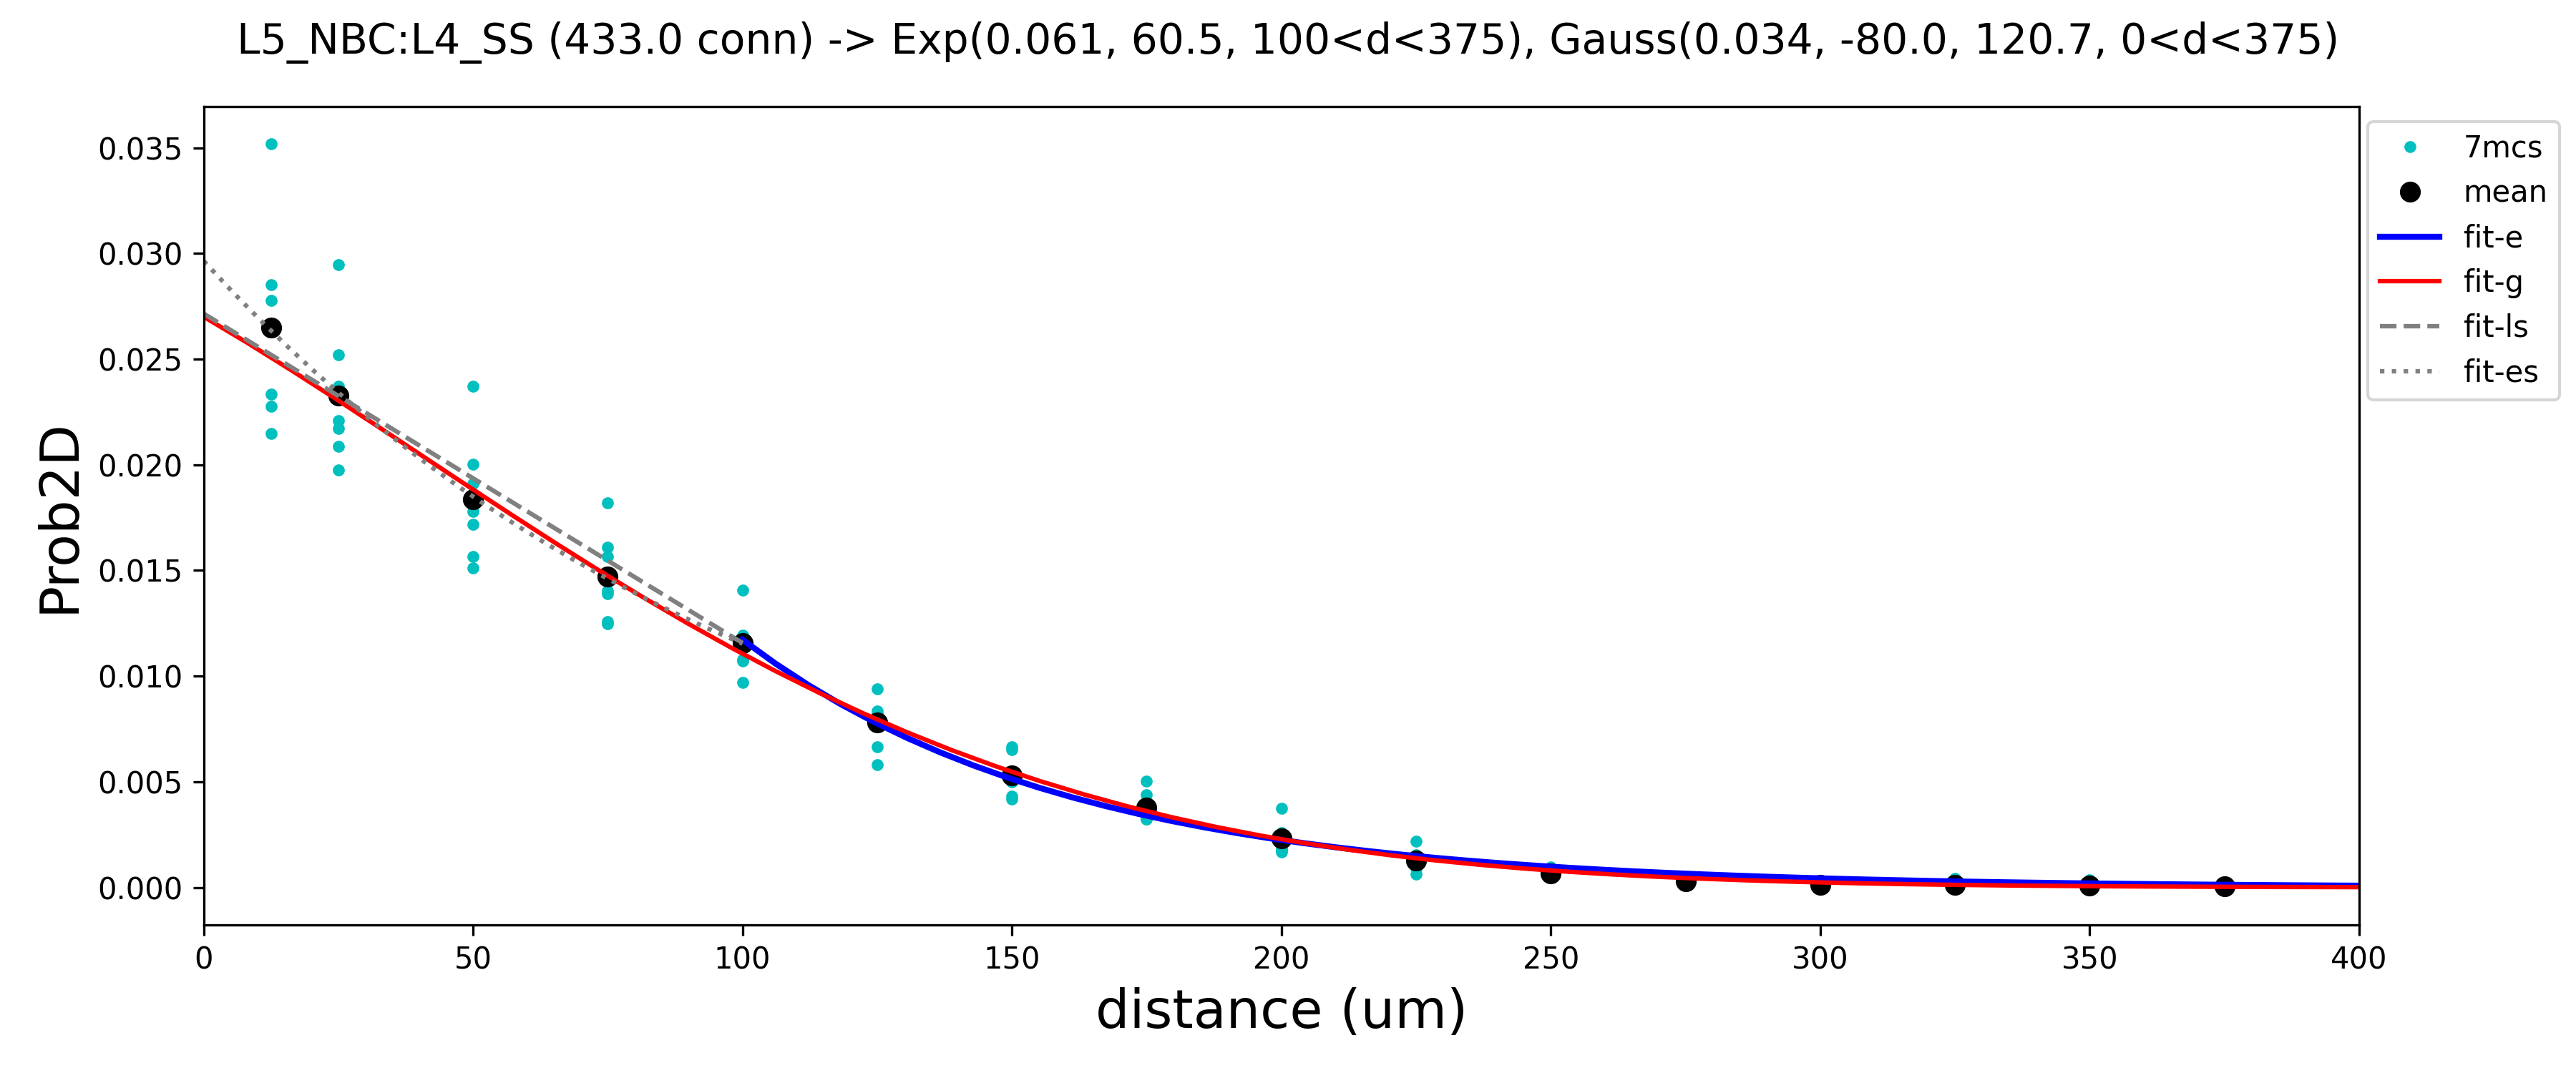 L5_NBC:L4_SS (433.0 conn) -> Exp(0.061, 60.5, 100<d<375), Gauss(0.034, -80.0, 120.7, 0<d<375)
Prob2D
0.035
0.030
0.025
0.020
0.015
0.010
0.005
0.000
0 50 100 150 200 250 300 350 400
distance (um)
7mcs
mean
fit-e
fit-g
fit-ls
fit-es